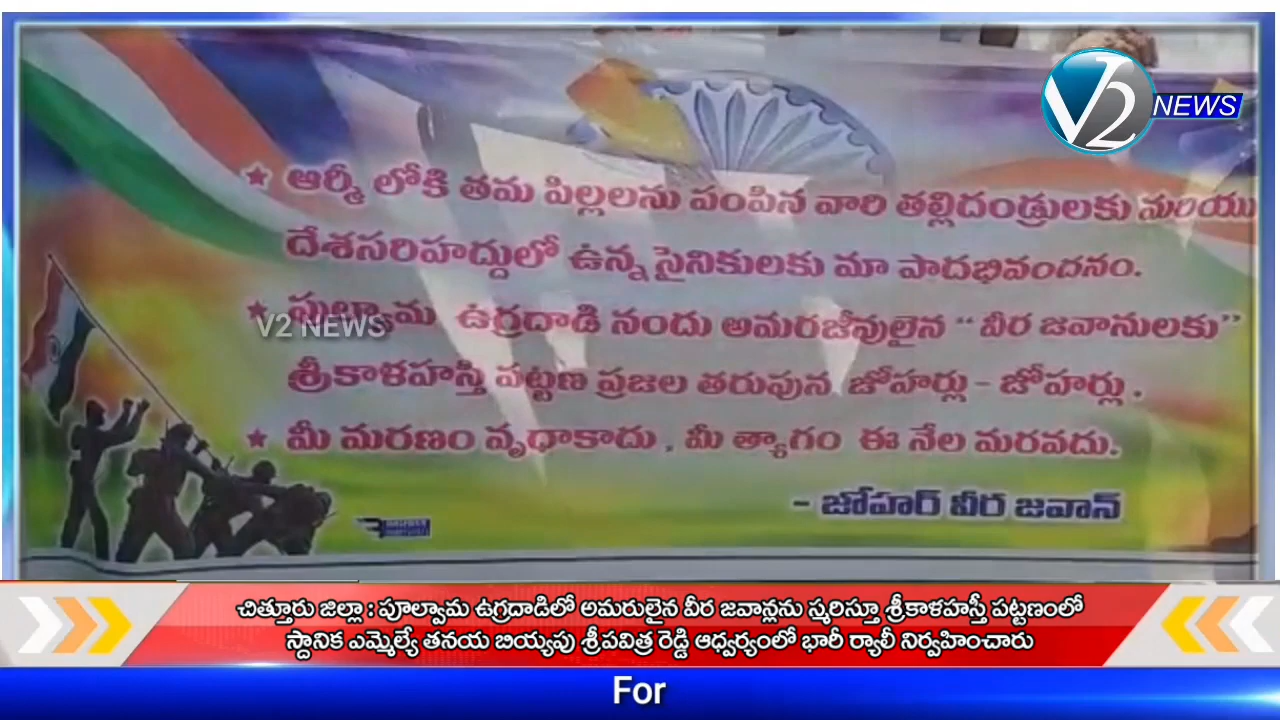 V2 NEWS
★ ఆర్మీ లోకి తమ పిల్లలను పంపిన వారి తల్లిదండ్రులకు మరియు
దేశసరిహద్దులో ఉన్న సైనికులకు మా పాదభివందనం.
★ పుల్వామ ఉగ్రదాడి నందు అమరజీవులైన “ వీర జవానులకు”
V2 NEWS
శ్రీకాళహస్తి పట్టణ ప్రజల తరుపున జోహర్లు – జోహర్లు .
★ మీ మరణం వృధాకాదు , మీ త్యాగం ఈ నేల మరవదు.
– జోహర్ వీర జవాన్
చిత్తూరు జిల్లా : పూల్వామ ఉగ్రదాడిలో అమరులైన వీర జవాన్లను స్మరిస్తూ శ్రీకాళహస్తీ పట్టణంలో
స్దానిక ఎమ్మెల్యే తనయ బియ్యపు శ్రీపవిత్ర రెడ్డి ఆధ్వర్యంలో భారీ ర్యాలీ నిర్వహించారు
For